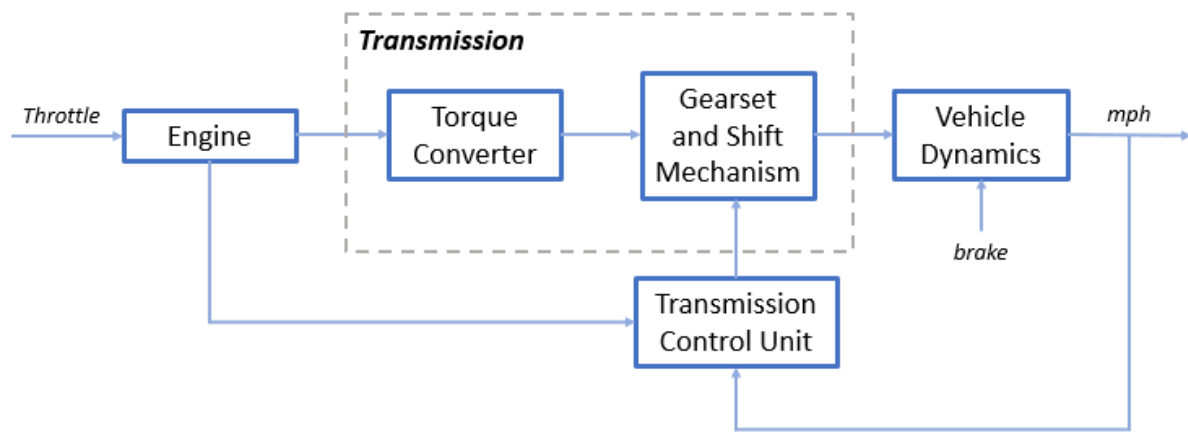 Transmission
Throttle
Engine
Torque
Converter
Gearset
and Shift
Mechanism
Vehicle
Dynamics
mph
brake
Transmission
Control Unit